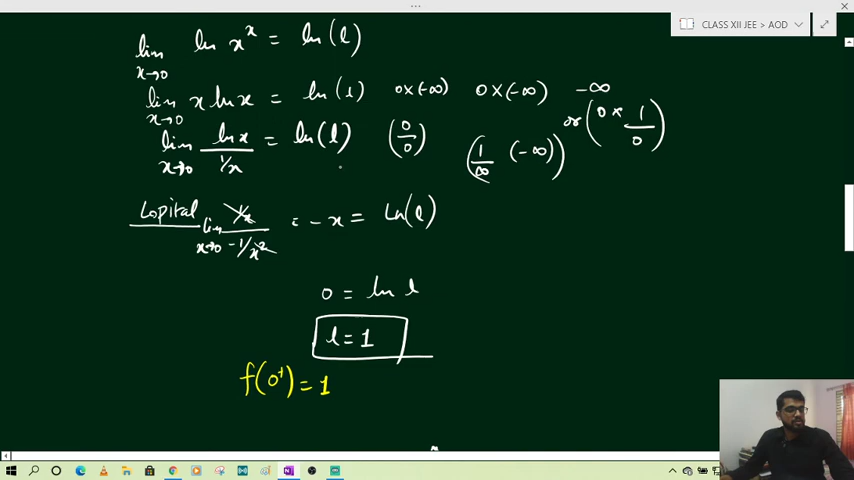 CLASS XII JEE > AOD
lim x→0 ln x^x = ln(l)
lim x→0 x ln x = ln(l) 0×(-∞) 0×(-∞) -∞
lim x→0 ln x / 1/x = ln(l) (0/0) (1/∞ (-∞)) or (0 × 1/0)
Lopital lim x→0 1/x / -1/x² = -x = Ln(l)
0 = ln l
l = 1
f(0⁺) = 1